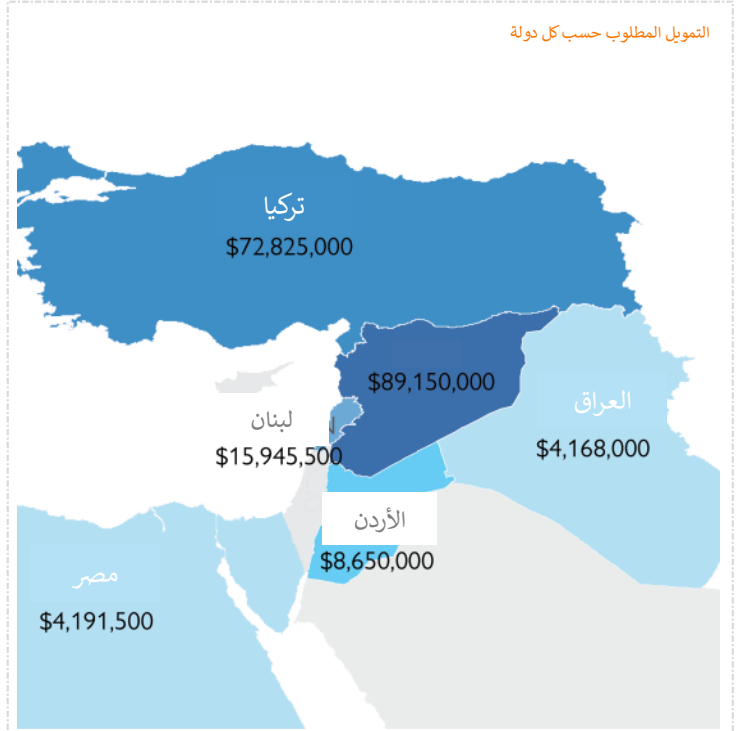 التمويل المطلوب حسب كل دولة
تركيا
$72,825,000
$89,150,000
العراق
$4,168,000
لبنان
$15,945,500
الأردن
$8,650,000
مصر
$4,191,500